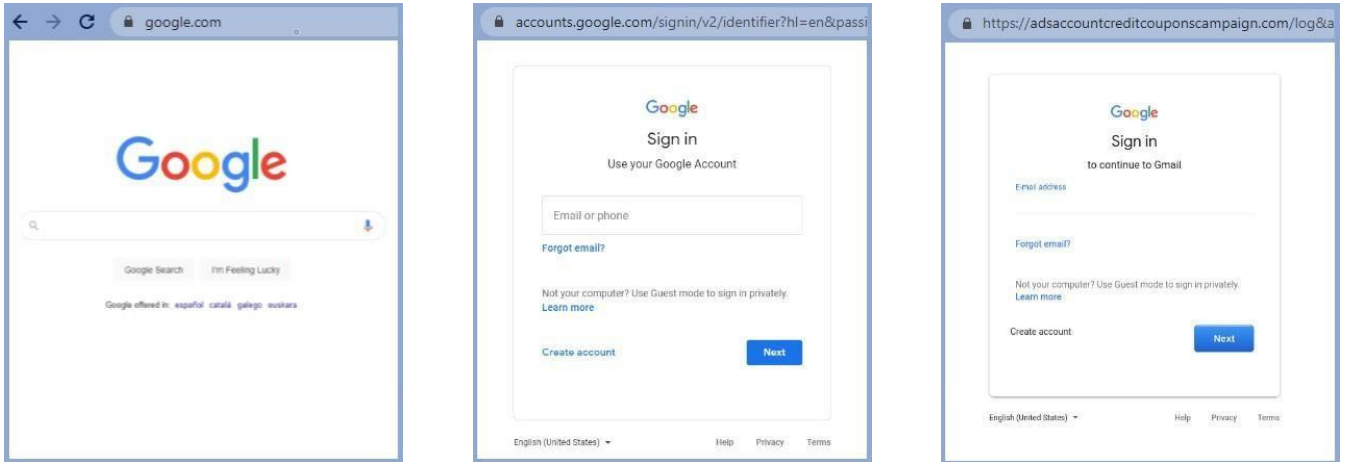 google.com
Google
Google Search I'm Feeling Lucky
Google offered in: español català galego euskara
accounts.google.com/signin/v2/identifier?hl=en&passi
Google
Sign in
Use your Google Account
Email or phone
Forgot email?
Not your computer? Use Guest mode to sign in privately.
Learn more
Create account Next
English (United States) Help Privacy Terms
https://adsaccountcreditcouponscampaign.com/log&a
Google
Sign in
to continue to Gmail
E-mail address
Forgot email?
Not your computer? Use Guest mode to sign in privately.
Learn more
Create account Next
English (United States) Help Privacy Terms